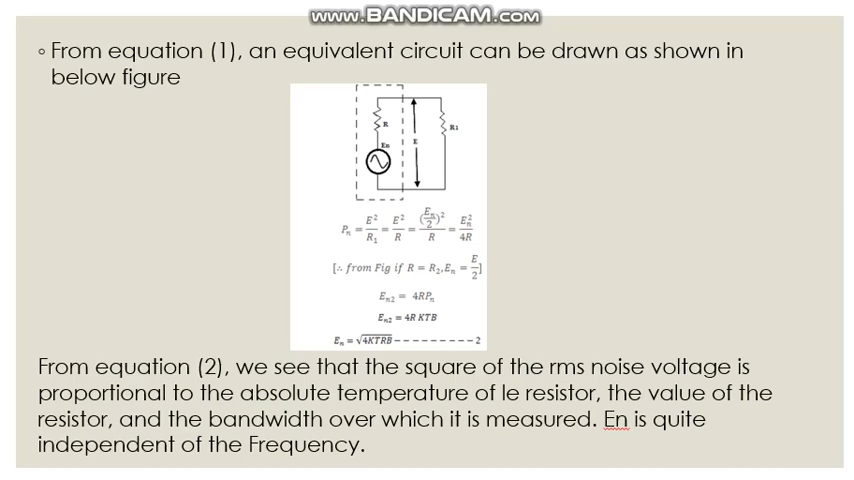 www.BANDICAM.com
From equation (1), an equivalent circuit can be drawn as shown in
below figure
R
R1
E
En
Pₙ = E²/R₁ = E²/R = (Eₙ/2)²/R = Eₙ²/4R
[∴ from Fig if R = R₂,Eₙ = E/2]
Eₙ₂ = 4RPₙ
Eₙ₂ = 4R KTB
Eₙ = √4KTRB - - - - - - - - - - 2
From equation (2), we see that the square of the rms noise voltage is
proportional to the absolute temperature of le resistor, the value of the
resistor, and the bandwidth over which it is measured. En is quite
independent of the Frequency.